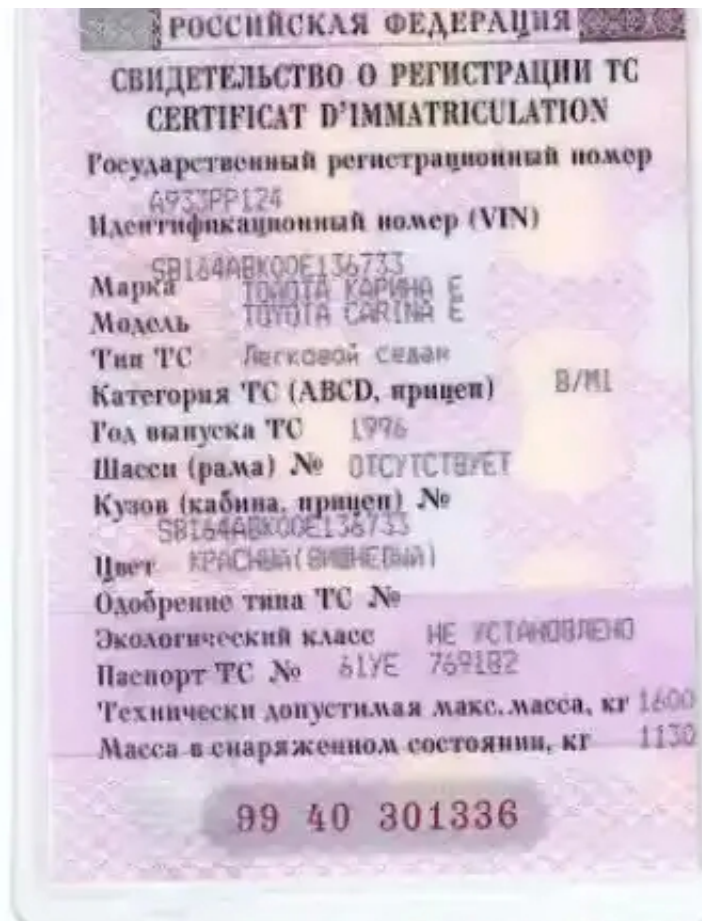 РОССИЙСКАЯ ФЕДЕРАЦИЯ
СВИДЕТЕЛЬСТВО О РЕГИСТРАЦИИ ТС
CERTIFICAT D'IMMATRICULATION
Государственный регистрационный номер
А933РР124
Идентификационный номер (VIN)
SB164ABK00E136733
Марка ТОЙОТА КАРИНА Е
Модель TOYOTA CARINA E
Тип ТС Легковой седан
Категория ТС (ABCD, прицеп) B/M1
Год выпуска ТС 1996
Шасси (рама) № ОТСУТСТВУЕТ
Кузов (кабина, прицеп) №
SB164ABK00E136733
Цвет КРАСНЫЙ(ВИШНЕВЫЙ)
Одобрение типа ТС №
Экологический класс НЕ УСТАНОВЛЕНО
Паспорт ТС № 61УЕ 769182
Технически допустимая макс. масса, кг 1600
Масса в снаряженном состоянии, кг 1130
99 40 301336